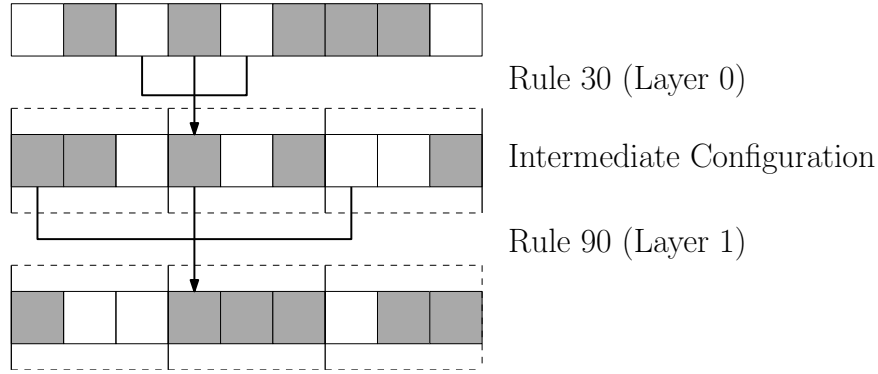 Rule 30 (Layer 0)
Intermediate Configuration
Rule 90 (Layer 1)